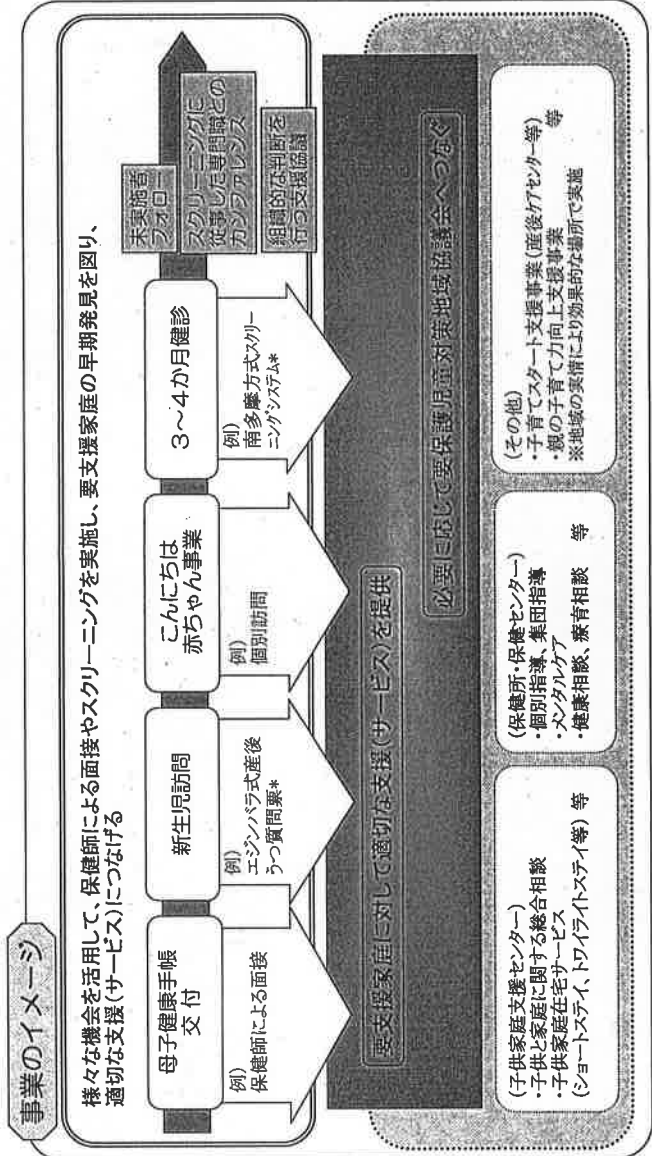 事業のイメージ
様々な機会を活用して、保健師による面接やスクリーニングを実施し、要支援家庭の早期発見を図り、
適切な支援(サービス)につなげる
母子健康手帳
交付
新生児訪問
こんにちは
赤ちゃん事業
3～4か月健診
未実施者
フォロー
スクリーニングに
従事した専門職との
カンファレンス
組織的な判断を
行う支援協議
例)
保健師による面接
例)
エジンバラ式産後
うつ質問票*
例)
個別訪問
例)
南多摩方式スクリー
ニングシステム*
要支援家庭に対して適切な支援(サービス)を提供
必要に応じて要保護児童対策地域協議会へつなぐ
(子供家庭支援センター)
・子供と家庭に関する総合相談
・子供家庭在宅サービス
(ショートステイ、トワイライトステイ等) 等
(保健所・保健センター)
・個別指導、集団指導
・メンタルケア
・健康相談、療育相談 等
(その他)
・子育てスタート支援事業(産後ケアセンター等)
・親の子育て力向上支援事業 等
※地域の実情により効果的な場所で実施